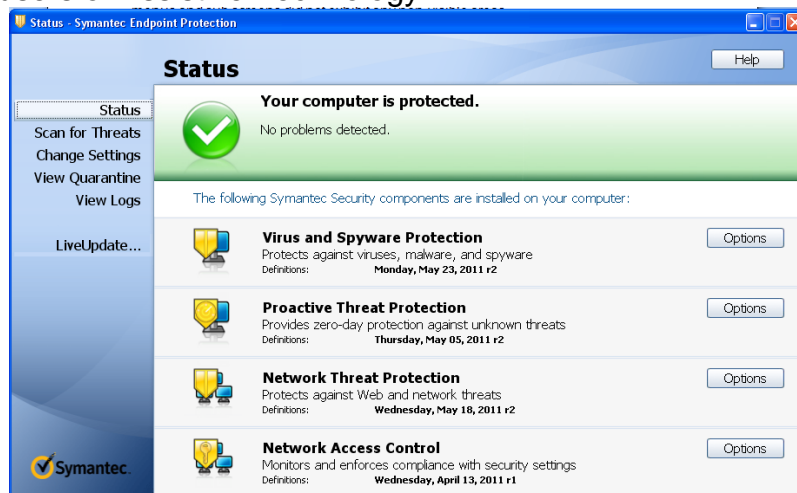 Status - Symantec Endpoint Protection
Status
Help
Status
Scan for Threats
Change Settings
View Quarantine
View Logs
LiveUpdate...
Your computer is protected.
No problems detected.
The following Symantec Security components are installed on your computer:
Virus and Spyware Protection
Protects against viruses, malware, and spyware
Definitions: Monday, May 23, 2011 r2
Options
Proactive Threat Protection
Provides zero-day protection against unknown threats
Definitions: Thursday, May 05, 2011 r2
Options
Network Threat Protection
Protects against Web and network threats
Definitions: Wednesday, May 18, 2011 r2
Options
Network Access Control
Monitors and enforces compliance with security settings
Definitions: Wednesday, April 13, 2011 r1
Options
Symantec.